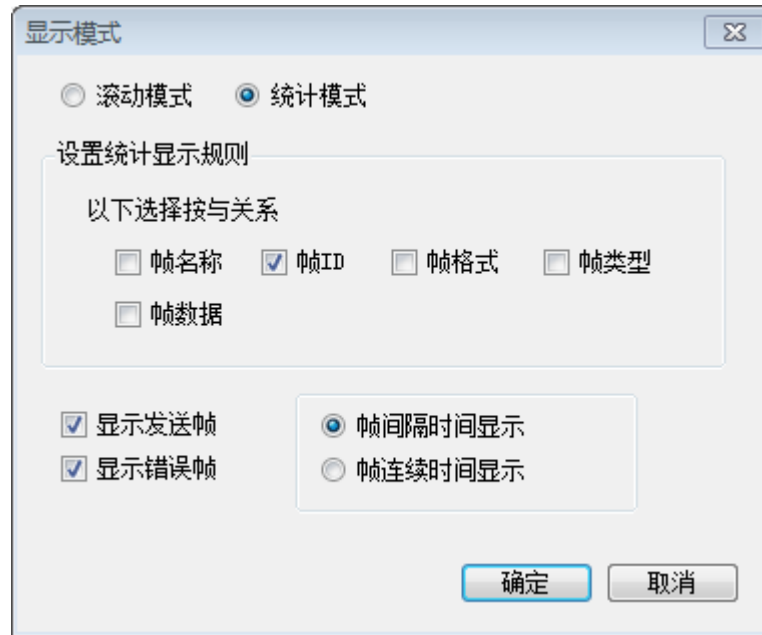 显示模式
滚动模式 统计模式
设置统计显示规则
以下选择按与关系
帧名称 帧ID 帧格式 帧类型
帧数据
显示发送帧 帧间隔时间显示
显示错误帧 帧连续时间显示
确定 取消